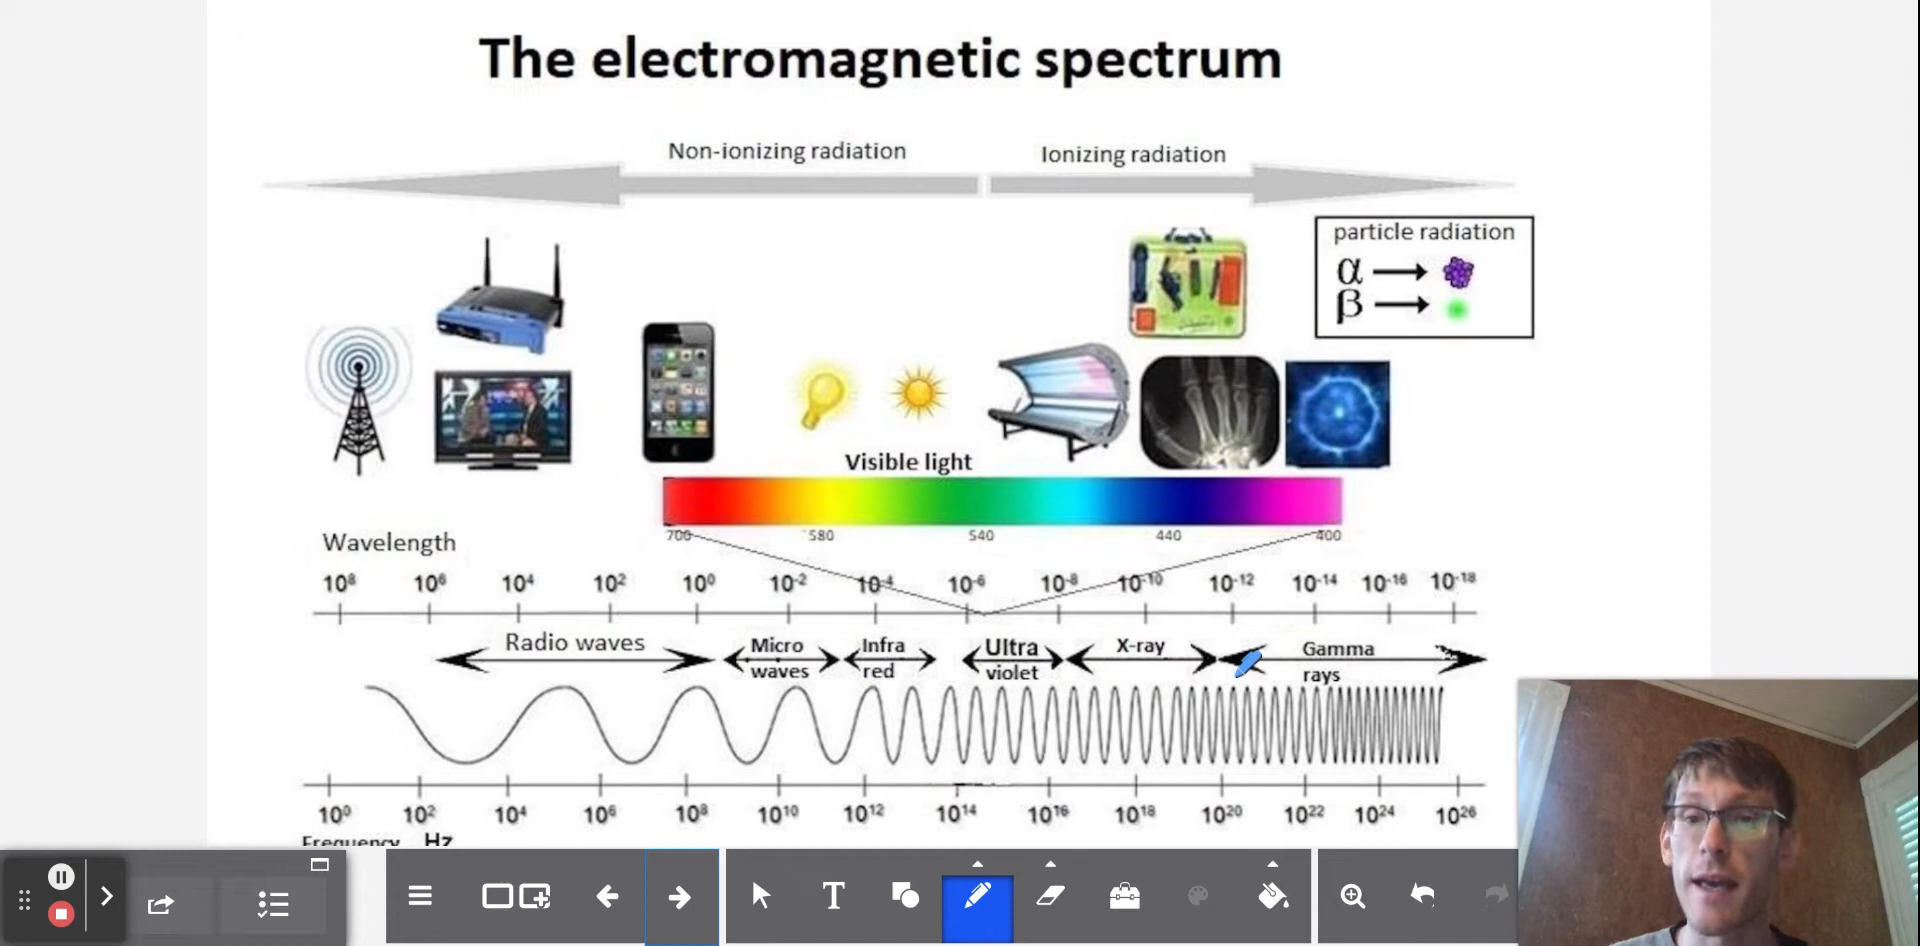 The electromagnetic spectrum
Non-ionizing radiation
Ionizing radiation
particle radiation
α
β
Visible light
700 580 540 440 400
Wavelength
10⁸ 10⁶ 10⁴ 10² 10⁰ 10⁻² 10⁻⁴ 10⁻⁶ 10⁻⁸ 10⁻¹⁰ 10⁻¹² 10⁻¹⁴ 10⁻¹⁶ 10⁻¹⁸
Radio waves
Micro
waves
Infra
red
Ultra
violet
X-ray
Gamma
rays
10⁰ 10² 10⁴ 10⁶ 10⁸ 10¹⁰ 10¹² 10¹⁴ 10¹⁶ 10¹⁸ 10²⁰ 10²² 10²⁴ 10²⁶
Frequency Hz
T